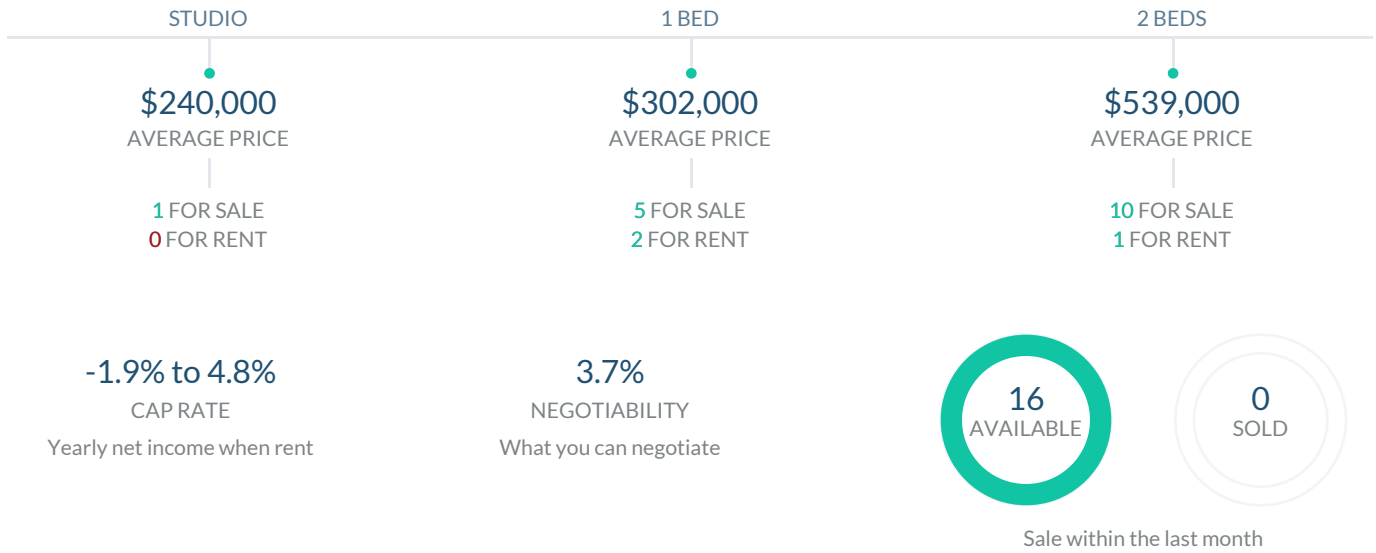 STUDIO
$240,000
AVERAGE PRICE
1 FOR SALE
0 FOR RENT
1 BED
$302,000
AVERAGE PRICE
5 FOR SALE
2 FOR RENT
2 BEDS
$539,000
AVERAGE PRICE
10 FOR SALE
1 FOR RENT
-1.9% to 4.8%
CAP RATE
Yearly net income when rent
3.7%
NEGOTIABILITY
What you can negotiate
16
AVAILABLE
0
SOLD
Sale within the last month